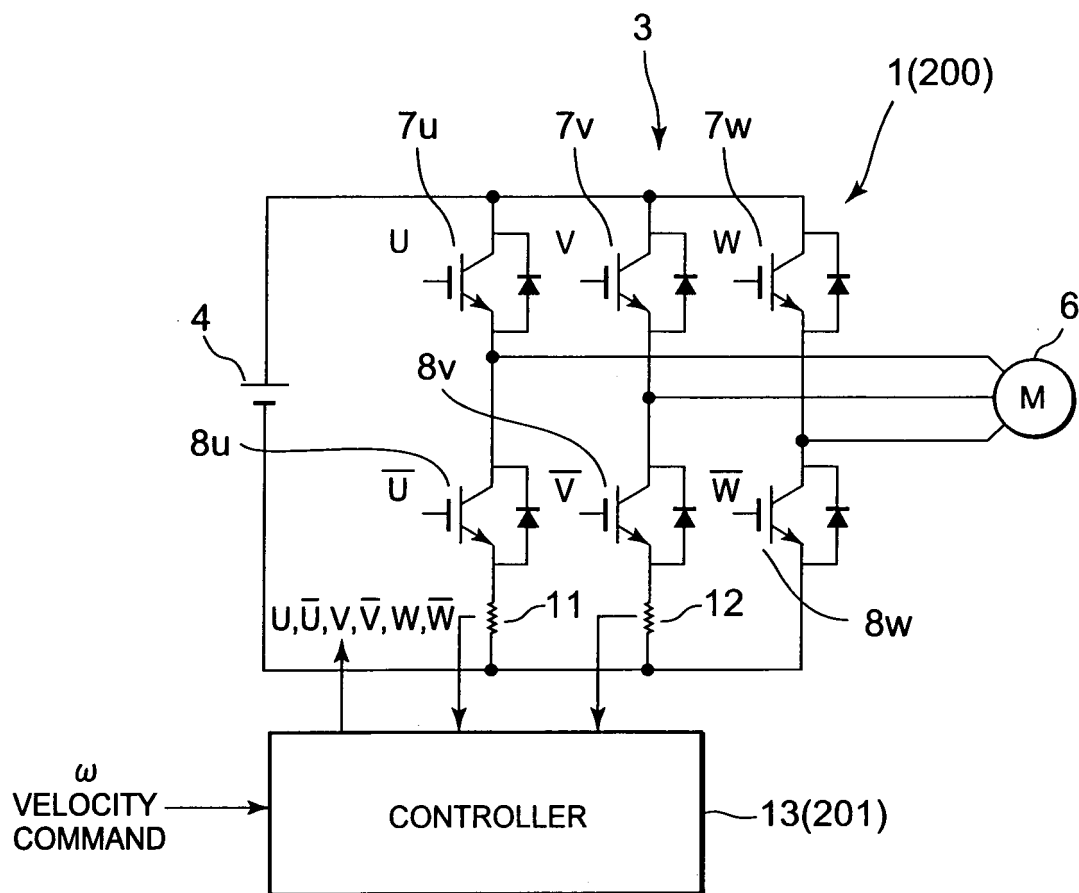 3
1(200)
7u
7v
7w
U
V
W
4
6
M
8v
8u
U̅
V̅
W̅
11
12
8w
U,U̅,V,V̅,W,W̅
ω
VELOCITY
COMMAND
CONTROLLER
13(201)